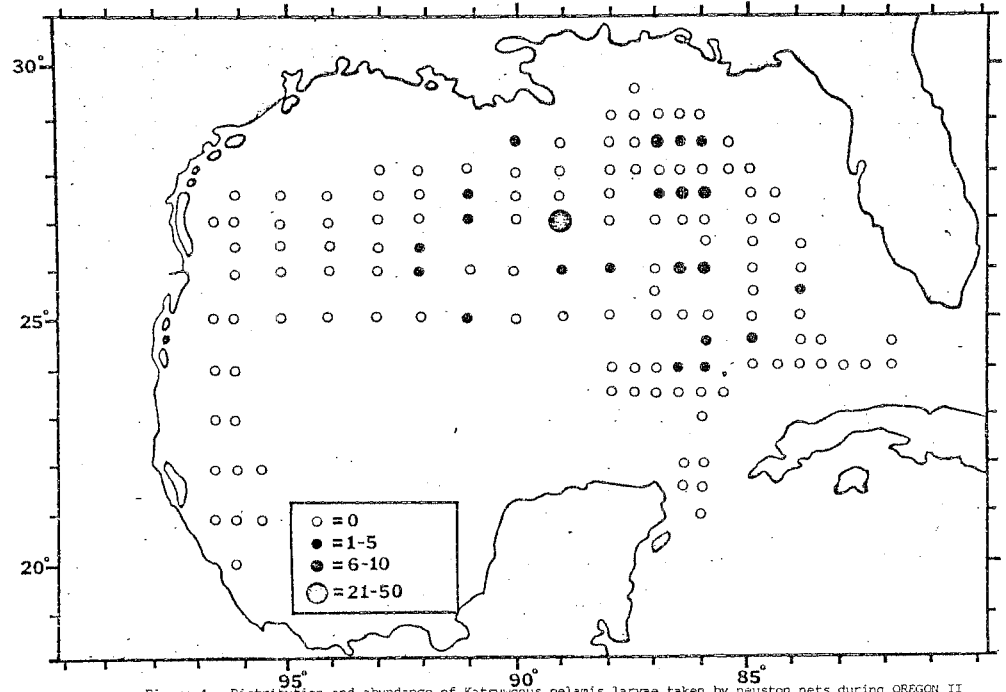 30°
25°
20°
○ = 0
● = 1-5
● = 6-10
○ = 21-50
95°
90°
85°
Distribution and abundance of Katsuwonus pelamis larvae taken by neuston nets during OREGON II